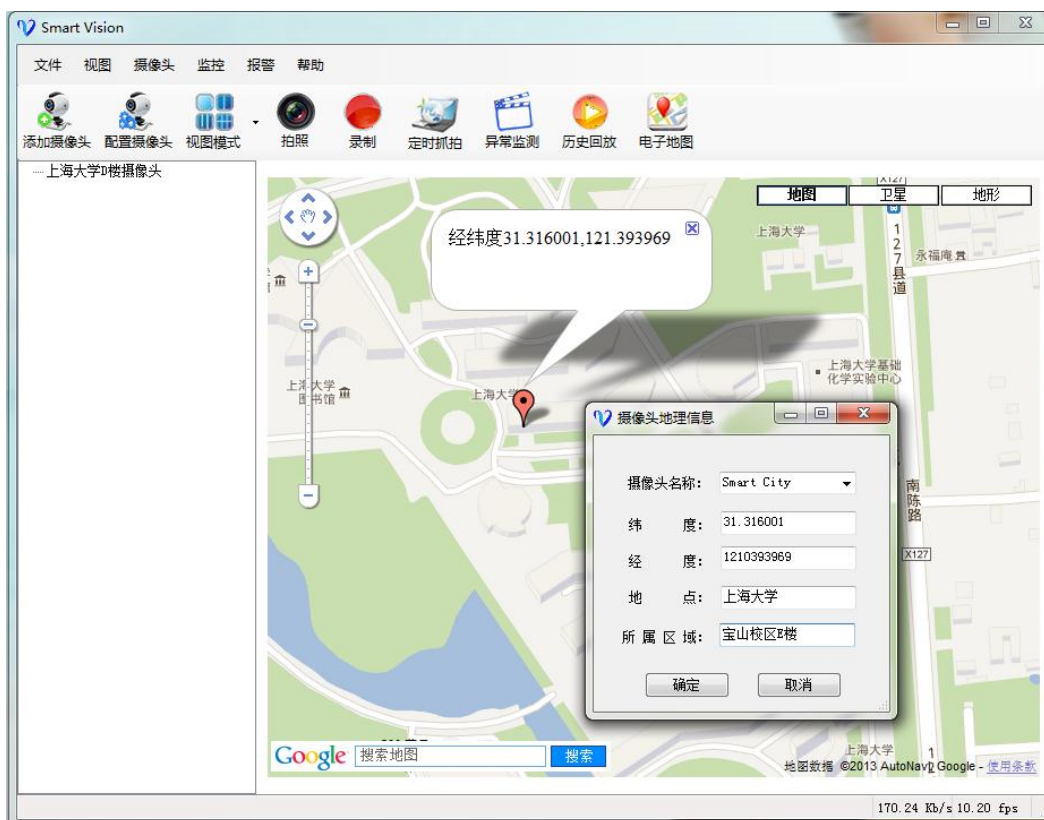 Smart Vision
文件 视图 摄像头 监控 报警 帮助
添加摄像头 配置摄像头 视图模式 拍照 录制 定时抓拍 异常监测 历史回放 电子地图
上海大学D楼摄像头
地图 卫星 地形
X127
经纬度31.316001,121.393969
上海大学
127县道
永福庵
上海大学基础
化学实验中心
上海大学
图书馆
上海大学
摄像头地理信息
摄像头名称: Smart City
纬 度: 31.316001
经 度: 1210393969
地 点: 上海大学
所属区域: 宝山校区E楼
确定 取消
南陈路
X127
Google 搜索地图 搜索
上海大学
1
地图数据 ©2013 AutoNavi, Google - 使用条款
170.24 Kb/s 10.20 fps